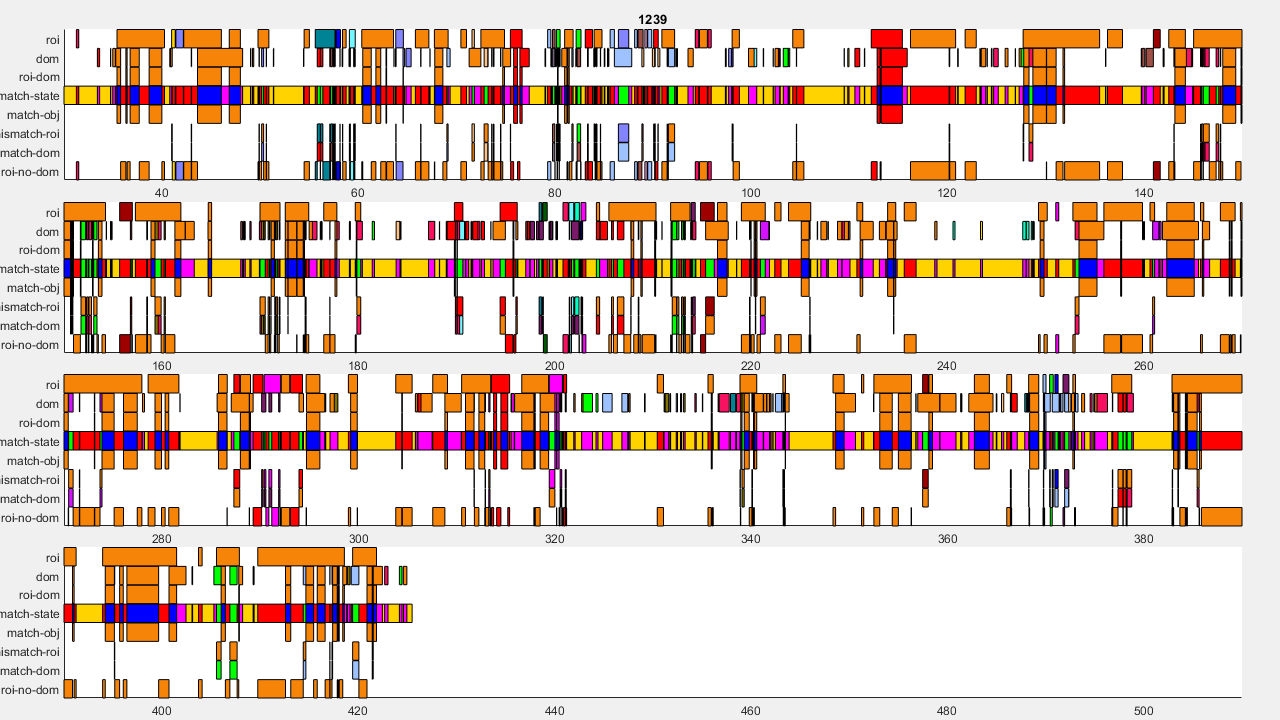 1239
roi
dom
roi-dom
match-state
match-obj
mismatch-roi
match-dom
roi-no-dom
40 60 80 100 120 140
roi
dom
roi-dom
match-state
match-obj
mismatch-roi
match-dom
roi-no-dom
160 180 200 220 240 260
roi
dom
roi-dom
match-state
match-obj
mismatch-roi
match-dom
roi-no-dom
280 300 320 340 360 380
roi
dom
roi-dom
match-state
match-obj
mismatch-roi
match-dom
roi-no-dom
400 420 440 460 480 500